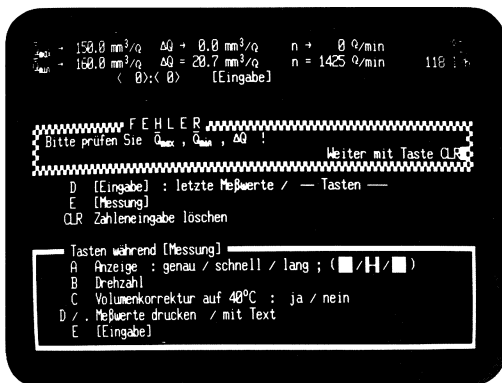 → 150.0 mm³/Q ΔQ → 0.0 mm³/Q n → 0 Q/min
Q̄min → 160.0 mm³/Q ΔQ = 20.7 mm³/Q n = 1425 Q/min 118
< 0>:< 0> [Eingabe]
FEHLER
Bitte prüfen Sie Q̄max , Q̄min , ΔQ !
Weiter mit Taste CLR
D [Eingabe] : letzte Meßwerte / — Tasten —
E [Messung]
CLR Zahleneingabe löschen
Tasten während [Messung]
A Anzeige : genau / schnell / lang ; (█/H/█)
B Drehzahl
C Volumenkorrektur auf 40°C : ja / nein
D / . Meßwerte drucken / mit Text
E [Eingabe]